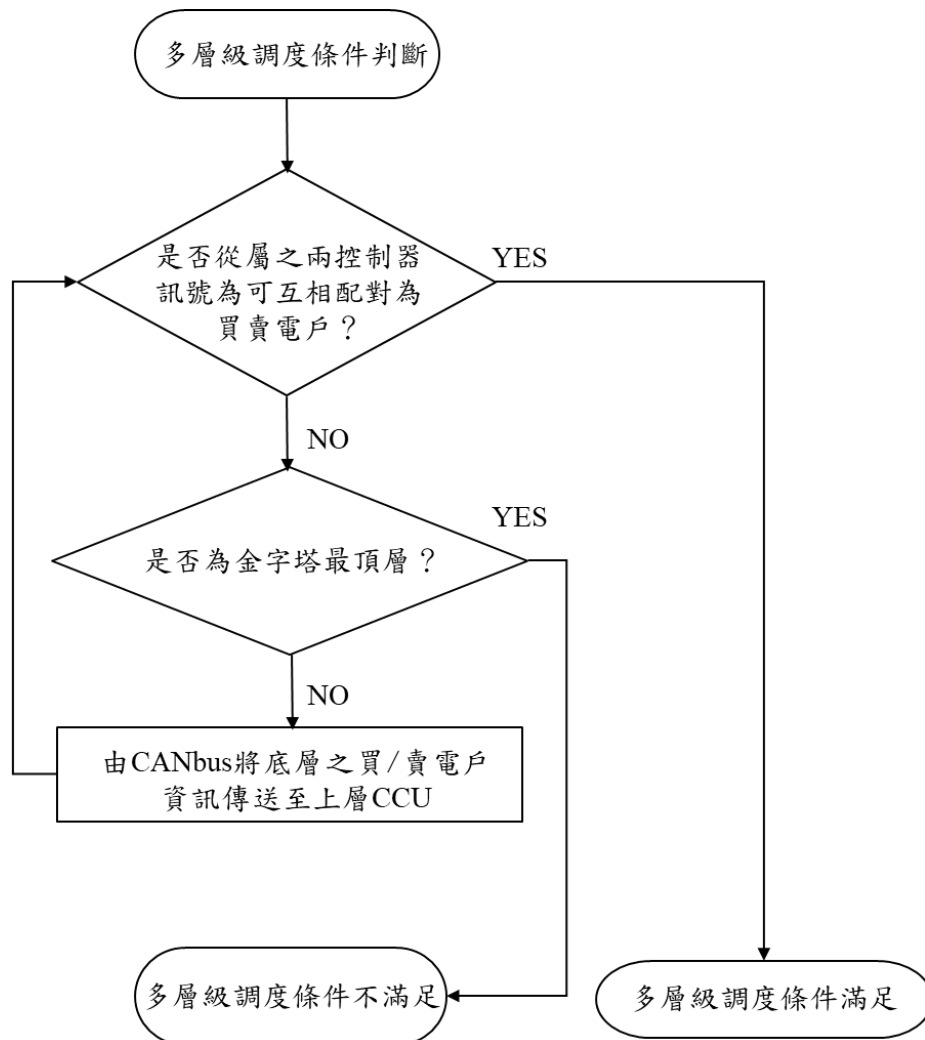 多層級調度條件判斷
是否從屬之兩控制器
訊號為可互相配對為
買賣電戶？
YES
NO
是否為金字塔最頂層？
YES
NO
由CANbus將底層之買/賣電戶
資訊傳送至上層CCU
多層級調度條件不滿足
多層級調度條件滿足